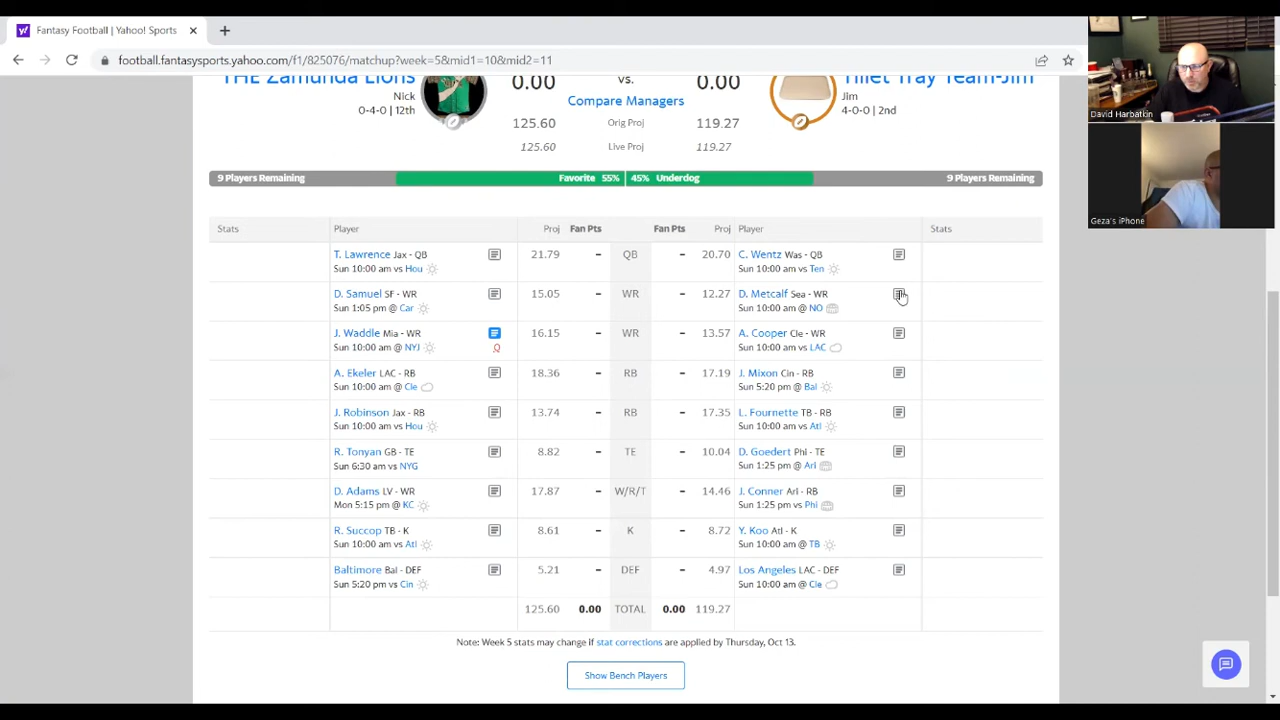 Fantasy Football | Yahoo! Sports
football.fantasysports.yahoo.com/f1/825076/matchup?week=5&mid1=10&mid2=11
THE Zamunda Lions 0.00 vs. 0.00 Tray Team-Jim
Nick Compare Managers Jim
0-4-0 | 12th 4-0-0 | 2nd
125.60 Orig Proj 119.27
125.60 Live Proj 119.27
9 Players Remaining Favorite 55% 45% Underdog 9 Players Remaining
Stats Player Proj Fan Pts Fan Pts Proj Player Stats
T. Lawrence Jax - QB 21.79 – QB – 20.70 C. Wentz Was - QB
Sun 10:00 am vs Hou Sun 10:00 am vs Ten
D. Samuel SF - WR 15.05 – WR – 12.27 D. Metcalf Sea - WR
Sun 1:05 pm @ Car Sun 10:00 am @ NO
J. Waddle Mia - WR 16.15 – WR – 13.57 A. Cooper Cle - WR
Sun 10:00 am @ NYJ Q Sun 10:00 am vs LAC
A. Ekeler LAC - RB 18.36 – RB – 17.19 J. Mixon Cin - RB
Sun 10:00 am @ Cle Sun 5:20 pm @ Bal
J. Robinson Jax - RB 13.74 – RB – 17.35 L. Fournette TB - RB
Sun 10:00 am vs Hou Sun 10:00 am vs Atl
R. Tonyan GB - TE 8.82 – TE – 10.04 D. Goedert Phi - TE
Sun 6:30 am vs NYG Sun 1:25 pm @ Ari
D. Adams LV - WR 17.87 – W/R/T – 14.46 J. Conner Ari - RB
Mon 5:15 pm @ KC Sun 1:25 pm vs Phi
R. Succop TB - K 8.61 – K – 8.72 Y. Koo Atl - K
Sun 10:00 am vs Atl Sun 10:00 am @ TB
Baltimore Bal - DEF 5.21 – DEF – 4.97 Los Angeles LAC - DEF
Sun 5:20 pm vs Cin Sun 10:00 am @ Cle
125.60 0.00 TOTAL 0.00 119.27
Note: Week 5 stats may change if stat corrections are applied by Thursday, Oct 13.
Show Bench Players
David Harbatkin
Geza's iPhone